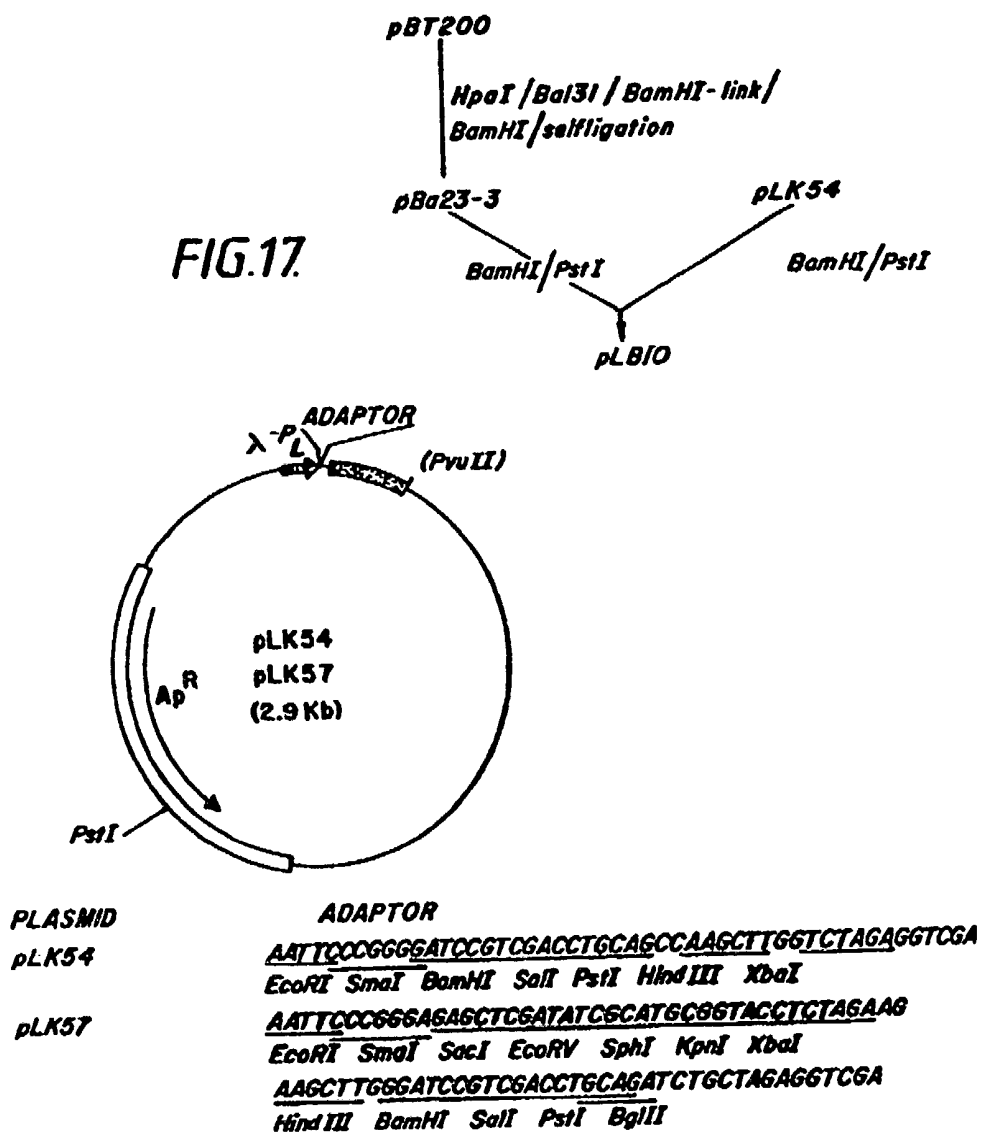 pBT200
HpaI/Bal31/BamHI-link/
BamHI/selfligation
pBa23-3
pLK54
FIG.17.
BamHI/PstI
BamHI/PstI
pLB10
λ-PL ADAPTOR
(PvuII)
pLK54
pLK57
(2.9 Kb)
ApR
PstI
PLASMID ADAPTOR
pLK54 AATTCCCGGGGATCCGTCGACCTGCAGCCAAGCTTGGTCTAGAGGTCGA
EcoRI SmaI BamHI SalI PstI HindIII XbaI
pLK57 AATTCCCGGGAGAGCTCGATATCGCATGCGGTACCTCTAGAAG
EcoRI SmaI SacI EcoRV SphI KpnI XbaI
AAGCTTGGGATCCGTCGACCTGCAGATCTGCTAGAGGTCGA
HindIII BamHI SalI PstI BglII